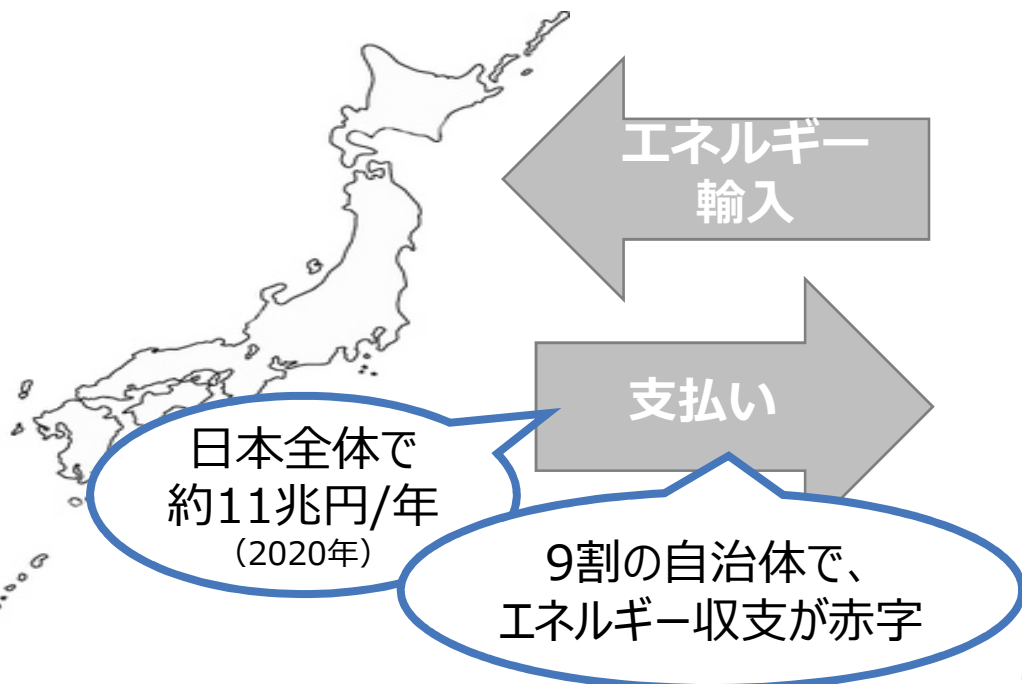 エネルギー
輸入
支払い
日本全体で
約11兆円/年
（2020年）
9割の自治体で、
エネルギー収支が赤字